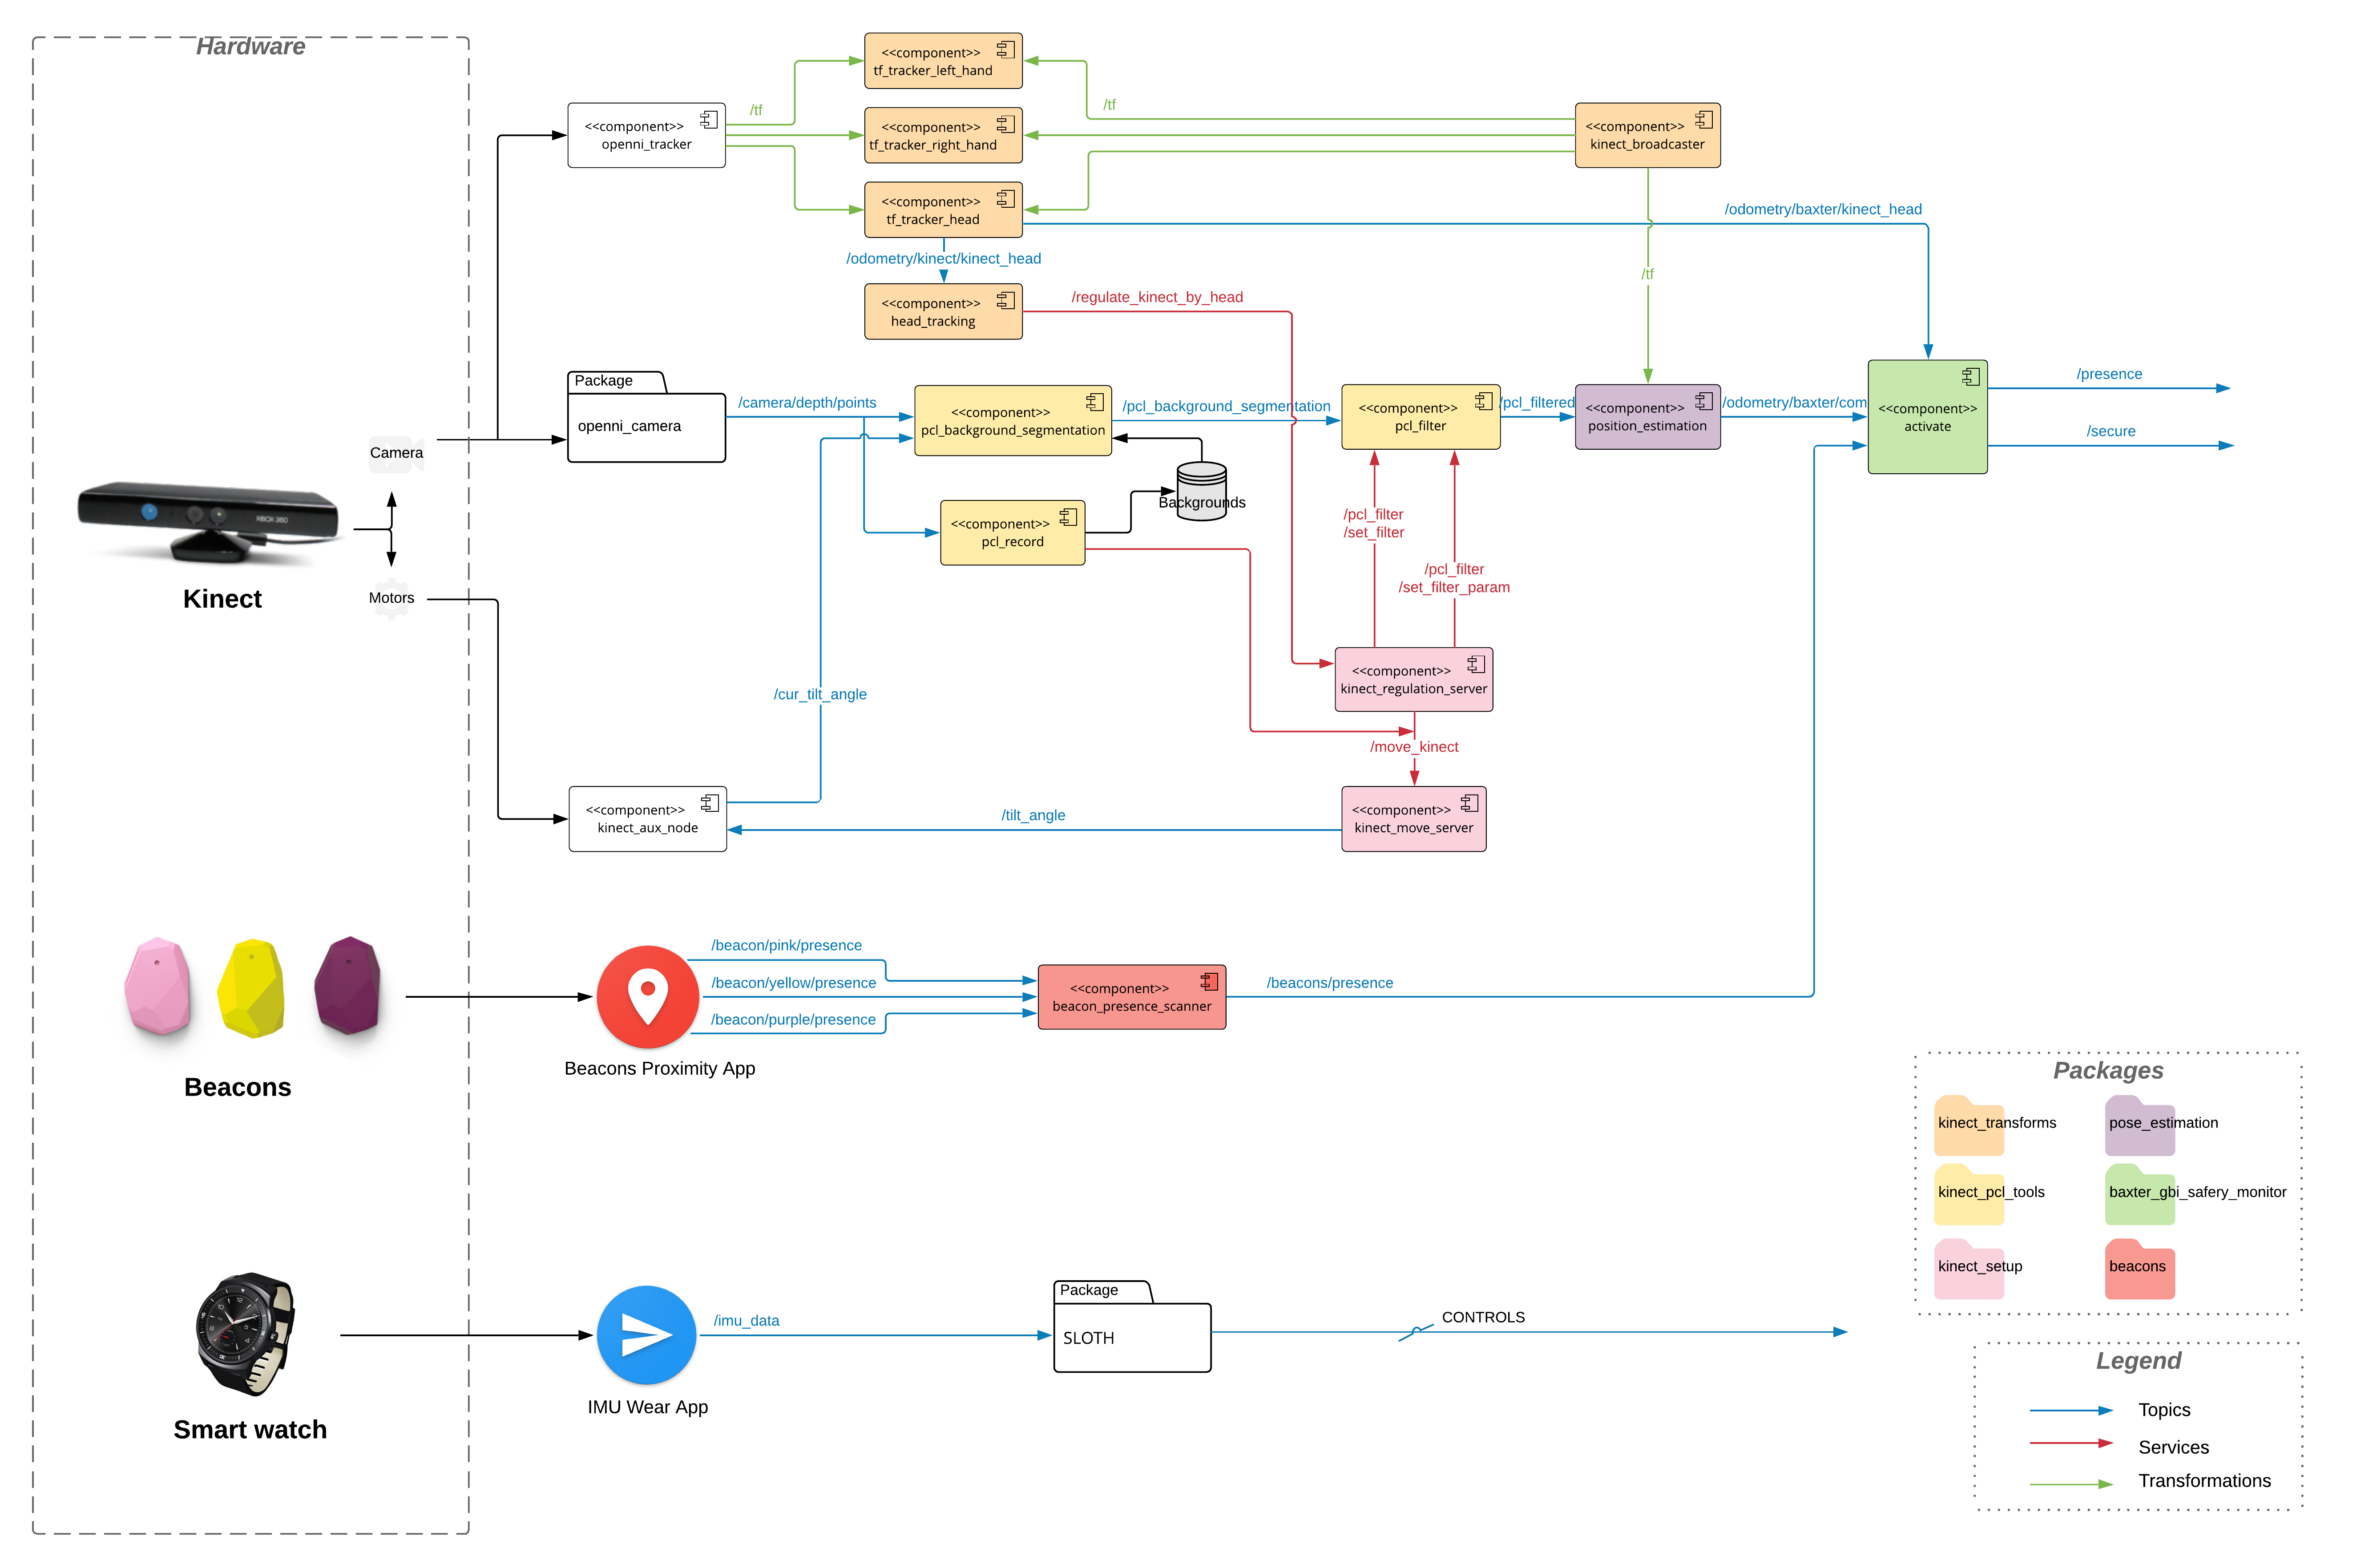 Hardware
<<component>>
tf_tracker_left_hand
/tf
/tf
<<component>>
openni_tracker
<<component>>
tf_tracker_right_hand
<<component>>
kinect_broadcaster
<<component>>
tf_tracker_head
/odometry/baxter/kinect_head
/odometry/kinect/kinect_head
/tf
<<component>>
head_tracking
/regulate_kinect_by_head
Package
openni_camera
/camera/depth/points
<<component>>
pcl_background_segmentation
/pcl_background_segmentation
<<component>>
pcl_filter
/pcl_filtered
<<component>>
position_estimation
/odometry/baxter/com
<<component>>
activate
/presence
/secure
Camera
XBOX 360
Kinect
Motors
Backgrounds
<<component>>
pcl_record
/pcl_filter
/set_filter
/pcl_filter
/set_filter_param
<<component>>
kinect_regulation_server
/cur_tilt_angle
/move_kinect
<<component>>
kinect_aux_node
/tilt_angle
<<component>>
kinect_move_server
Beacons
/beacon/pink/presence
/beacon/yellow/presence
/beacon/purple/presence
Beacons Proximity App
<<component>>
beacon_presence_scanner
/beacons/presence
Smart watch
IMU Wear App
/imu_data
Package
SLOTH
CONTROLS
Packages
kinect_transforms
pose_estimation
kinect_pcl_tools
baxter_gbi_safery_monitor
kinect_setup
beacons
Legend
Topics
Services
Transformations